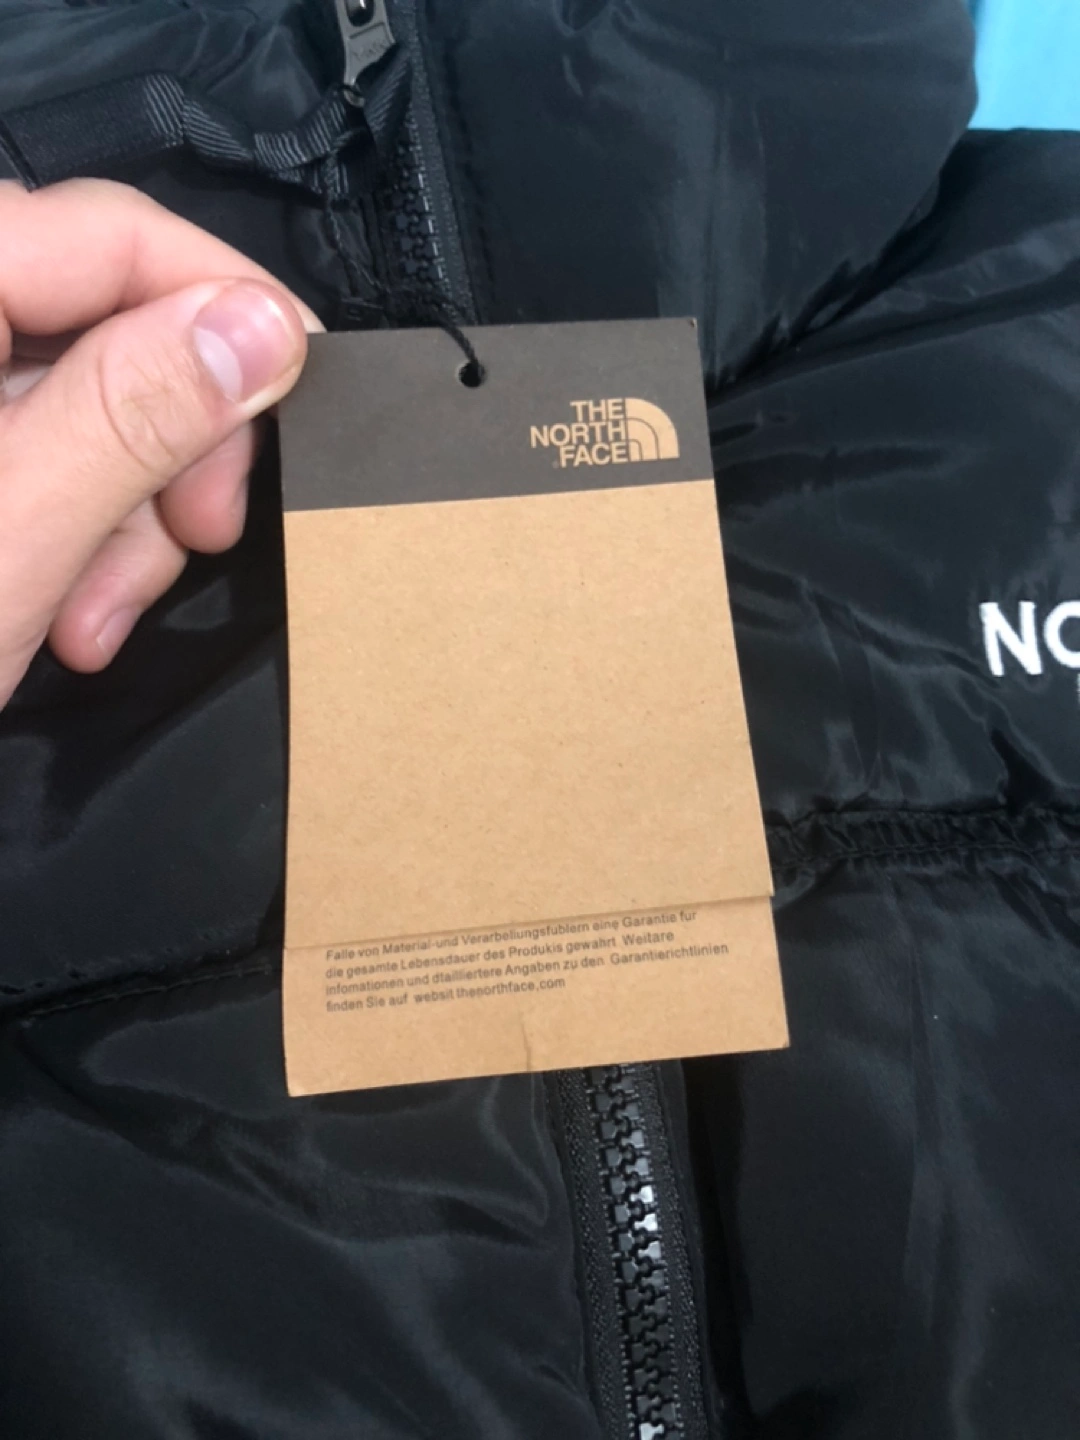 THE
NORTH
FACE
NO
Falle von Material-und Verarbeilungsfublern eine Garantie fur
die gesamte Lebensdauer des Produkis gewahrt Weitare
infomationen und dtailliertere Angaben zu den Garantierichtlinien
finden Sie auf websit thenorthface,com